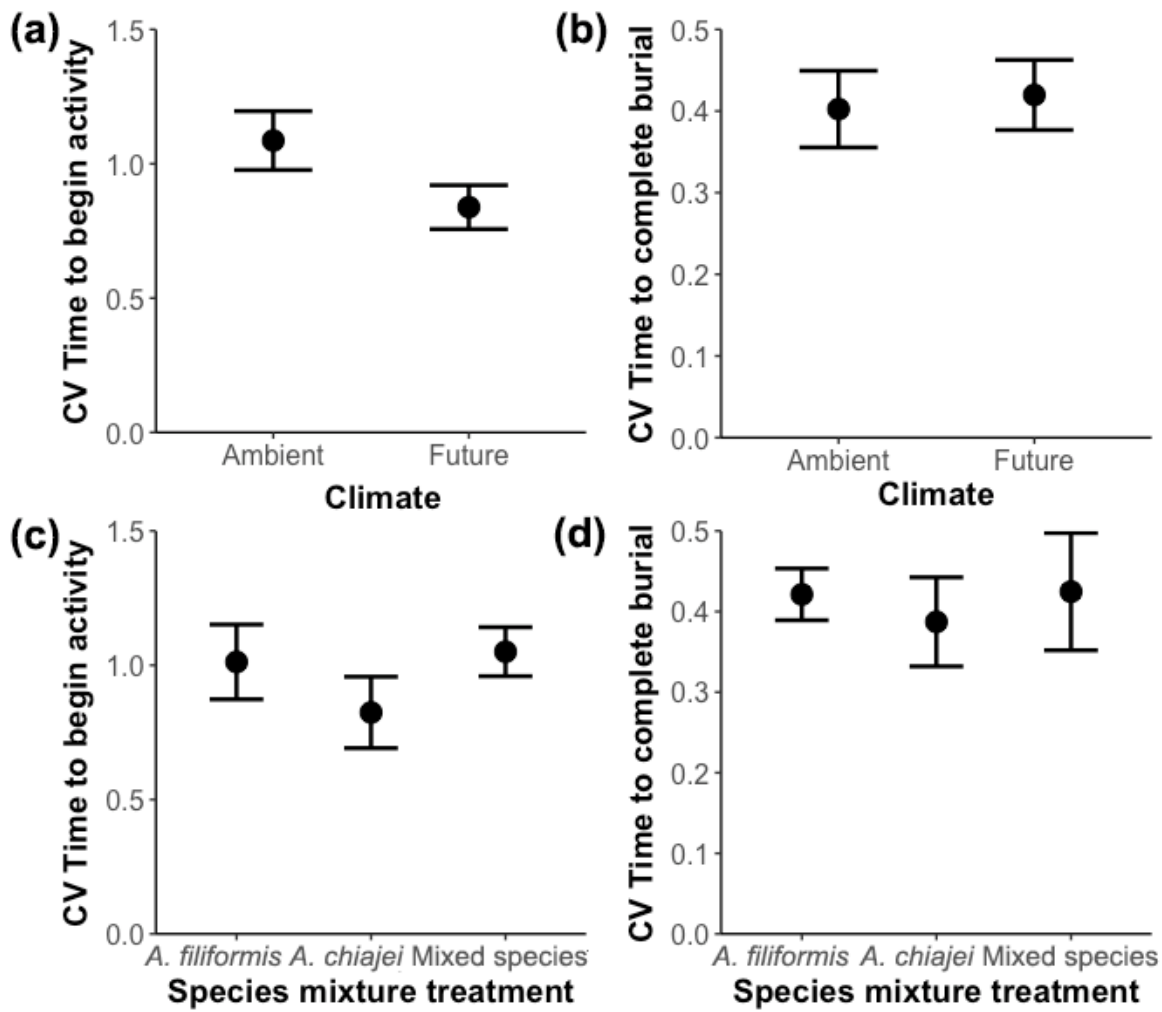 (a)
CV Time to begin activity
1.5
1.0
0.5
0.0
Ambient Future
Climate
(b)
CV Time to complete burial
0.5
0.4
0.3
0.2
0.1
0.0
Ambient Future
Climate
(c)
CV Time to begin activity
1.5
1.0
0.5
0.0
A. filiformis A. chiajei Mixed species
Species mixture treatment
(d)
CV Time to complete burial
0.5
0.4
0.3
0.2
0.1
0.0
A. filiformis A. chiajei Mixed species
Species mixture treatment